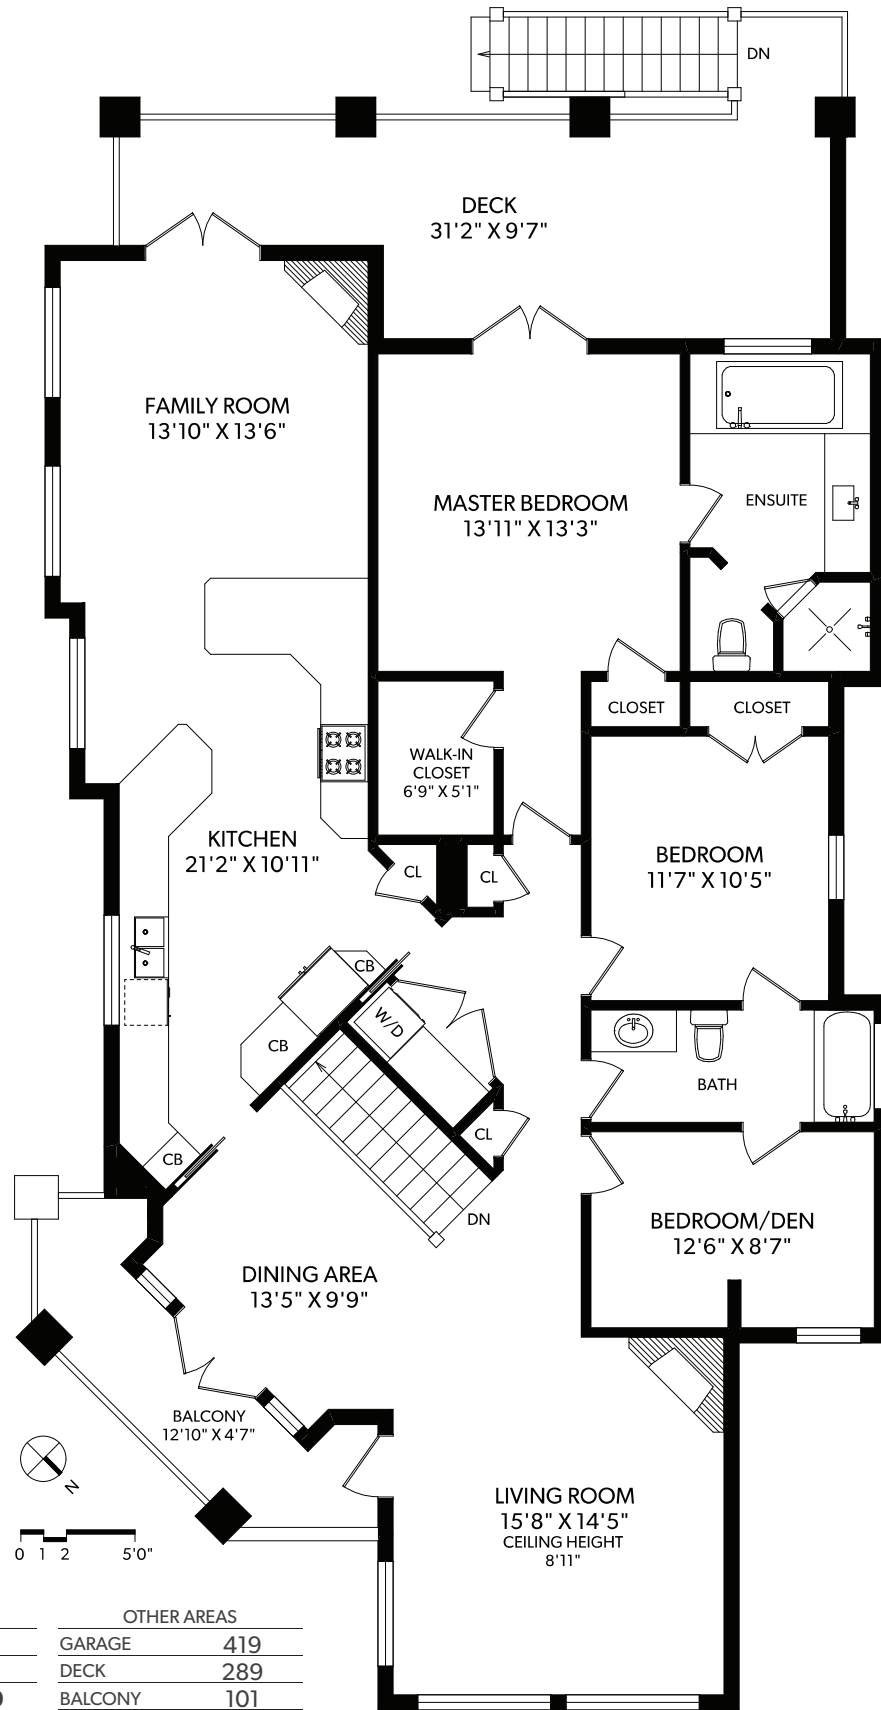 DN
DECK
31'2" X 9'7"
FAMILY ROOM
13'10" X 13'6"
MASTER BEDROOM
13'11" X 13'3"
ENSUITE
CLOSET
CLOSET
WALK-IN
CLOSET
6'9" X 5'1"
KITCHEN
21'2" X 10'11"
BEDROOM
11'7" X 10'5"
CL
CL
CB
W/D
CB
BATH
CL
CB
DN
BEDROOM/DEN
12'6" X 8'7"
DINING AREA
13'5" X 9'9"
BALCONY
12'10" X 4'7"
N
LIVING ROOM
15'8" X 14'5"
CEILING HEIGHT
8'11"
0 1 2 5'0"
OTHER AREAS
GARAGE 419
DECK 289
BALCONY 101